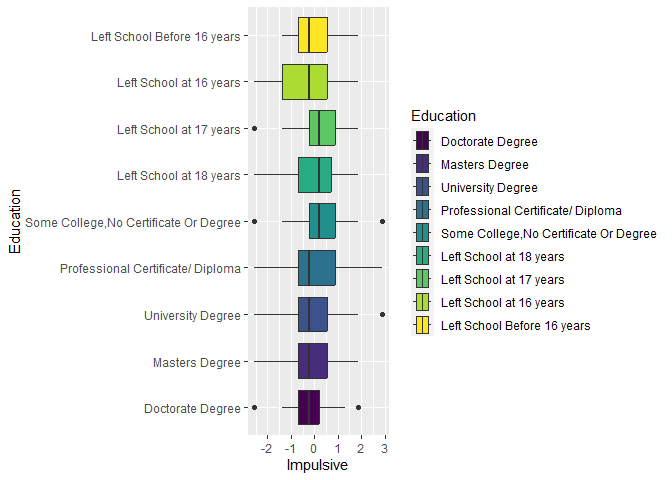 Education
Left School Before 16 years
Left School at 16 years
Left School at 17 years
Left School at 18 years
Some College,No Certificate Or Degree
Professional Certificate/ Diploma
University Degree
Masters Degree
Doctorate Degree
-2 -1 0 1 2 3
Impulsive
Education
Doctorate Degree
Masters Degree
University Degree
Professional Certificate/ Diploma
Some College,No Certificate Or Degree
Left School at 18 years
Left School at 17 years
Left School at 16 years
Left School Before 16 years